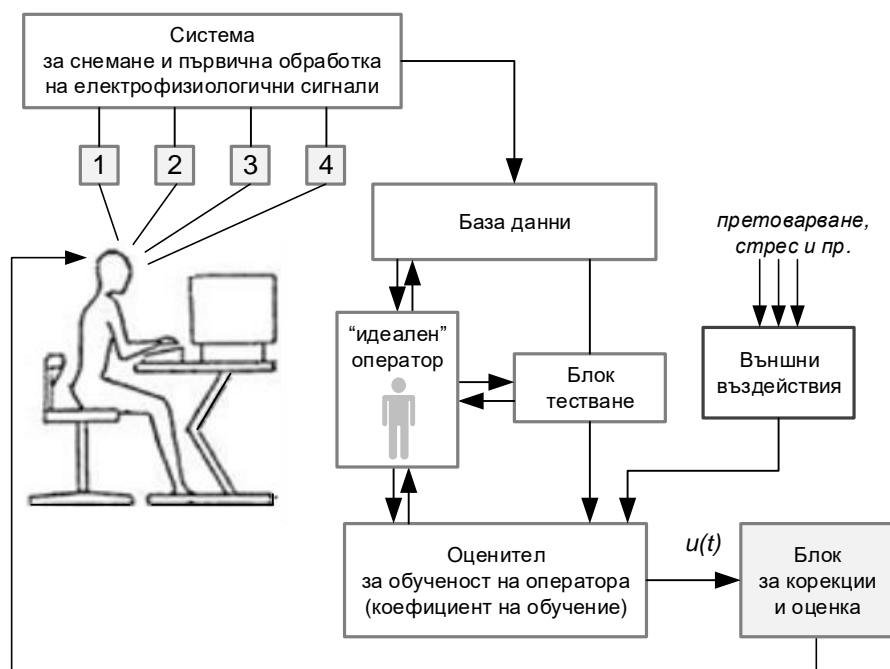 Система
за снемане и първична обработка
на електрофизиологични сигнали
1
2
3
4
База данни
претоварване,
стрес и пр.
“идеален”
оператор
Блок
тестване
Външни
въздействия
Оценител
за обученост на оператора
(коефициент на обучение)
u(t)
Блок
за корекции
и оценка